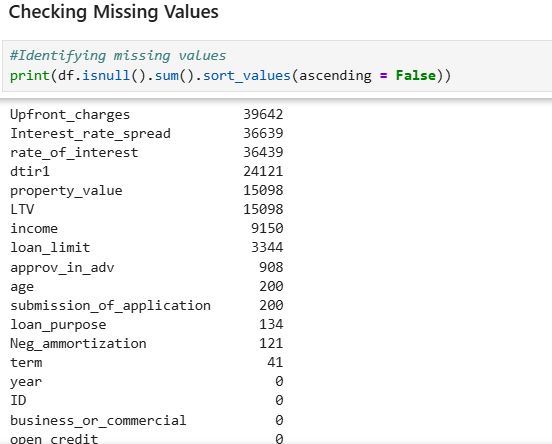 Checking Missing Values
#Identifying missing values
print(df.isnull().sum().sort_values(ascending = False))
Upfront_charges 39642
Interest_rate_spread 36639
rate_of_interest 36439
dtir1 24121
property_value 15098
LTV 15098
income 9150
loan_limit 3344
approv_in_adv 908
age 200
submission_of_application 200
loan_purpose 134
Neg_ammortization 121
term 41
year 0
ID 0
business_or_commercial 0
open_credit 0